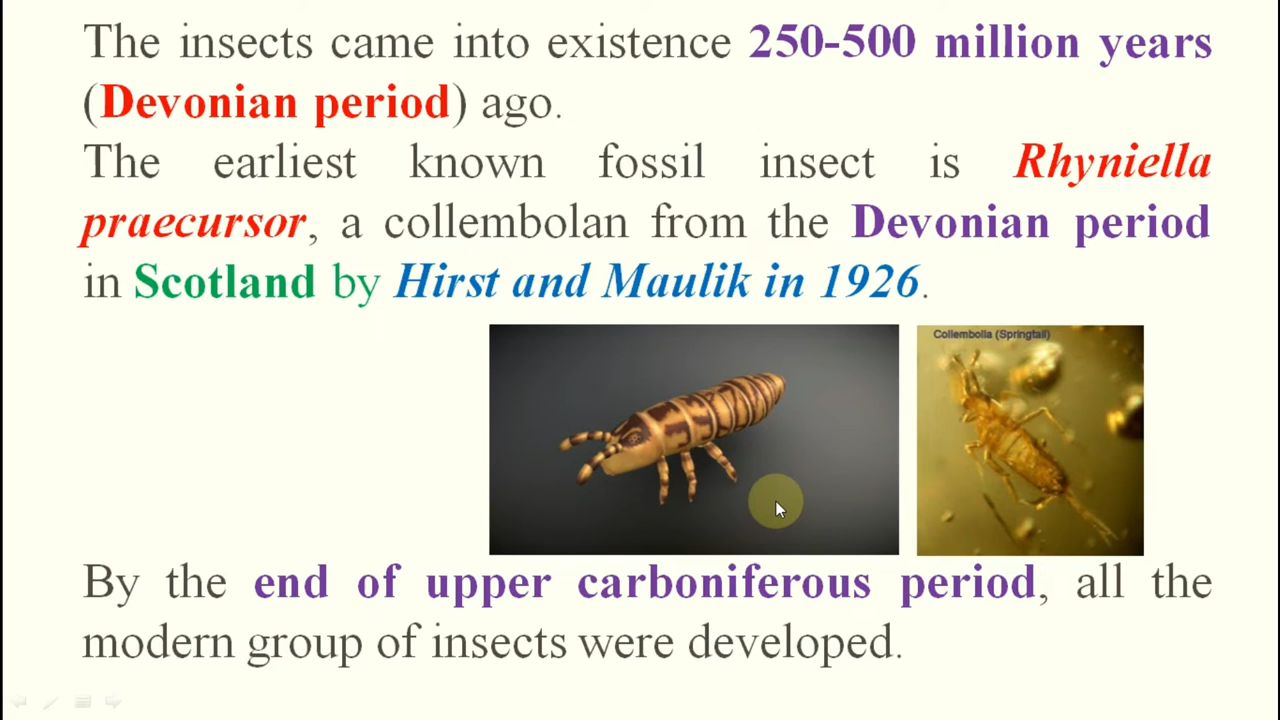 The insects came into existence 250-500 million years
(Devonian period) ago.
The earliest known fossil insect is Rhyniella
praecursor, a collembolan from the Devonian period
in Scotland by Hirst and Maulik in 1926.
Collembolla (Springtail)
By the end of upper carboniferous period, all the
modern group of insects were developed.